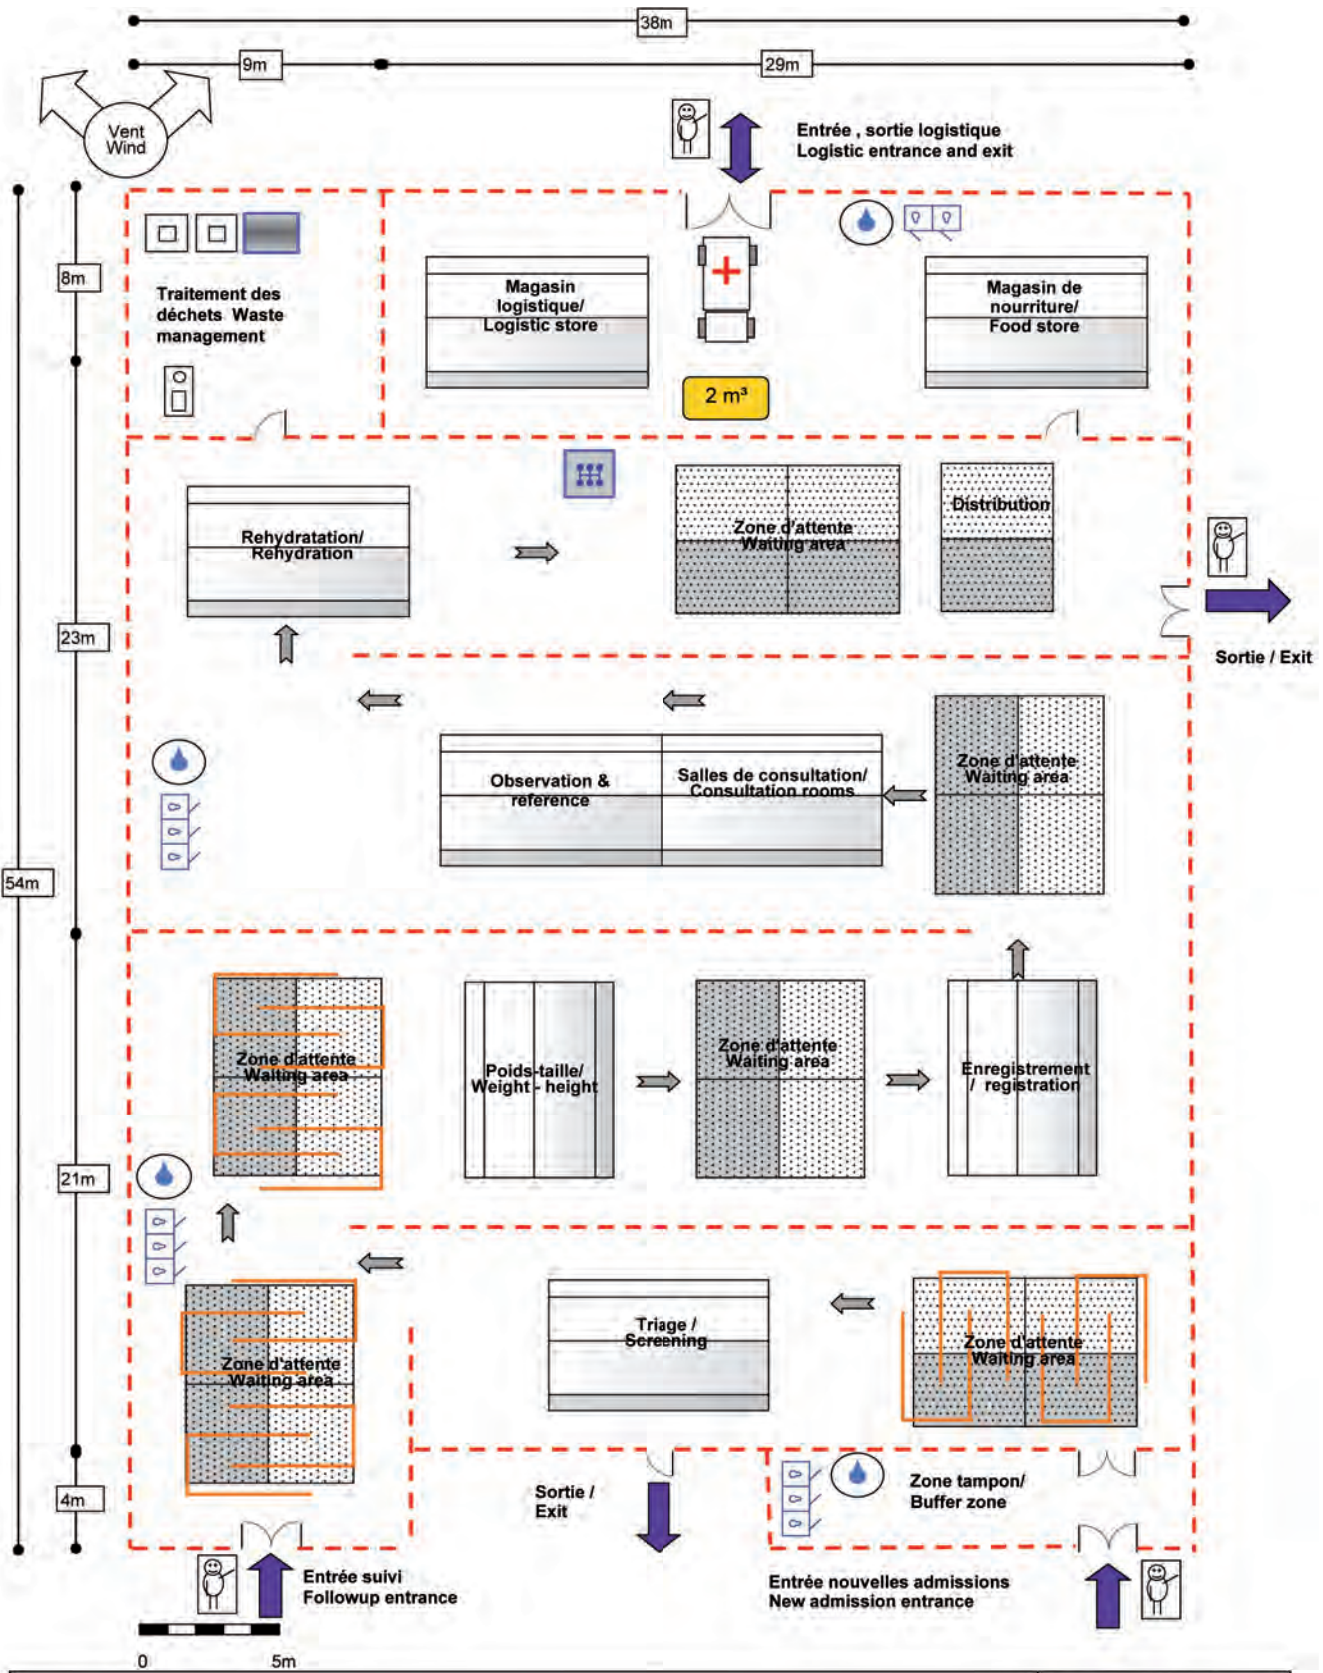 38m
9m
29m
Vent
Wind
Entrée , sortie logistique
Logistic entrance and exit
8m
Traitement des
déchets Waste
management
Magasin
logistique/
Logistic store
Magasin de
nourriture/
Food store
2 m³
Rehydratation/
Rehydration
Zone d'attente
Waiting area
Distribution
23m
Sortie / Exit
Observation &
reference
Salles de consultation/
Consultation rooms
Zone d'attente
Waiting area
54m
Zone d'attente
Waiting area
Poids-taille/
Weight - height
Zone d'attente
Waiting area
Enregistrement
/ registration
21m
Zone d'attente
Waiting area
Triage /
Screening
Zone d'attente
Waiting area
4m
Sortie /
Exit
Zone tampon/
Buffer zone
Entrée suivi
Followup entrance
Entrée nouvelles admissions
New admission entrance
0 5m